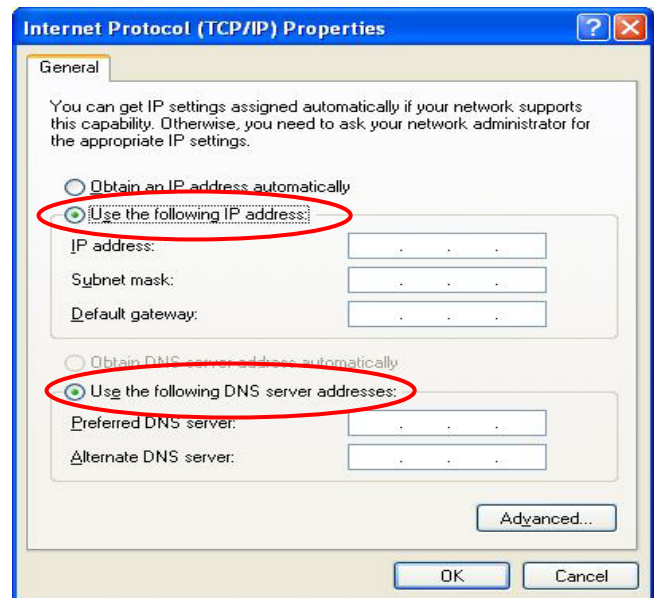 Internet Protocol (TCP/IP) Properties
General
You can get IP settings assigned automatically if your network supports
this capability. Otherwise, you need to ask your network administrator for
the appropriate IP settings.
Obtain an IP address automatically
Use the following IP address:
IP address:
Subnet mask:
Default gateway:
Obtain DNS server address automatically
Use the following DNS server addresses:
Preferred DNS server:
Alternate DNS server:
Advanced...
OK Cancel